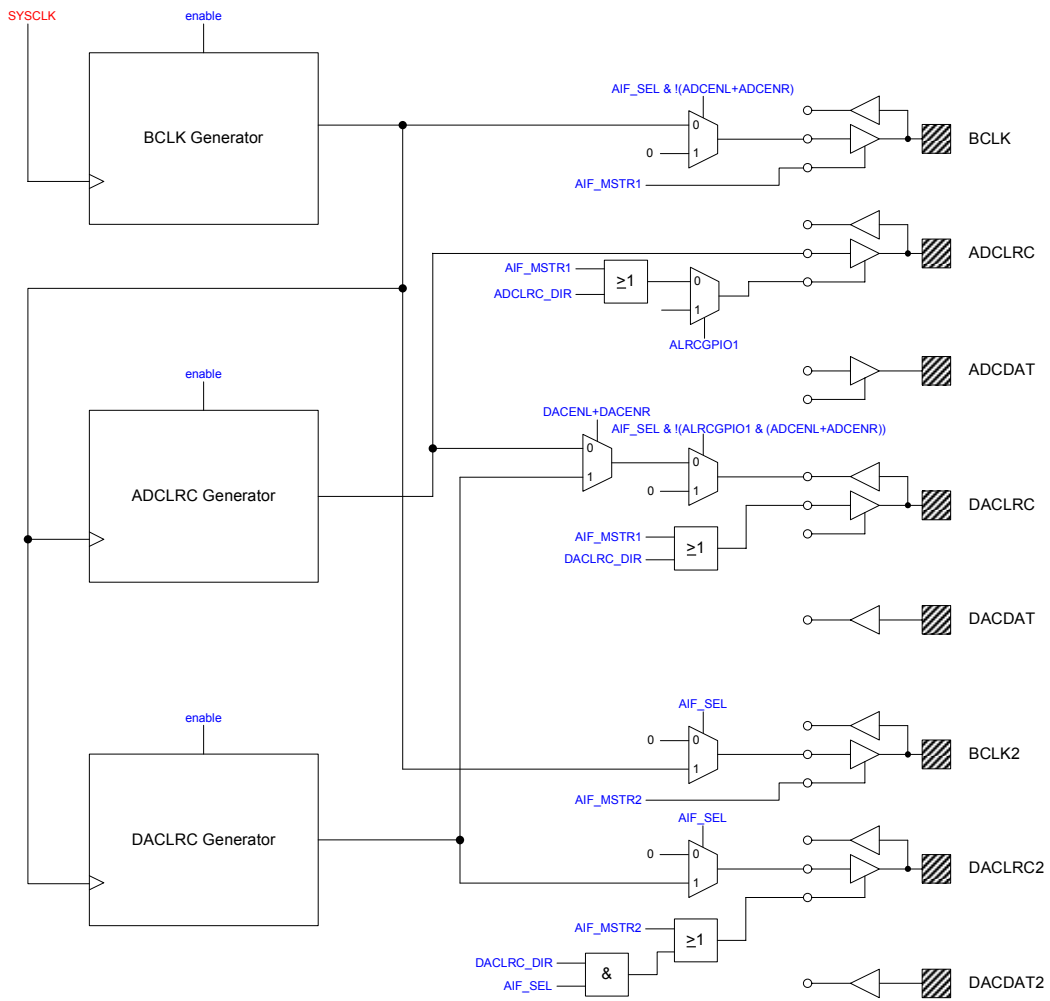 SYSCLK
enable
BCLK Generator
AIF_SEL & !(ADCENL+ADCENR)
0
0
1
AIF_MSTR1
BCLK
ADCLRC
AIF_MSTR1
ADCLRC_DIR
≥1
0
1
ALRCGPIO1
ADCDAT
enable
ADCLRC Generator
DACENL+DACENR
AIF_SEL & !(ALRCGPIO1 & (ADCENL+ADCENR))
0
1
0
0
1
AIF_MSTR1
DACLRC_DIR
≥1
DACLRC
DACDAT
enable
DACLRC Generator
AIF_SEL
0
0
1
AIF_MSTR2
BCLK2
AIF_SEL
0
0
1
DACLRC2
AIF_MSTR2
≥1
DACLRC_DIR
AIF_SEL
&
DACDAT2